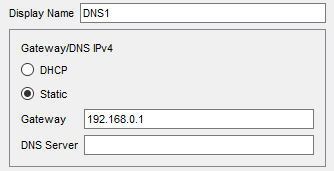 Display Name DNS1
Gateway/DNS IPv4
DHCP
Static
Gateway 192.168.0.1
DNS Server